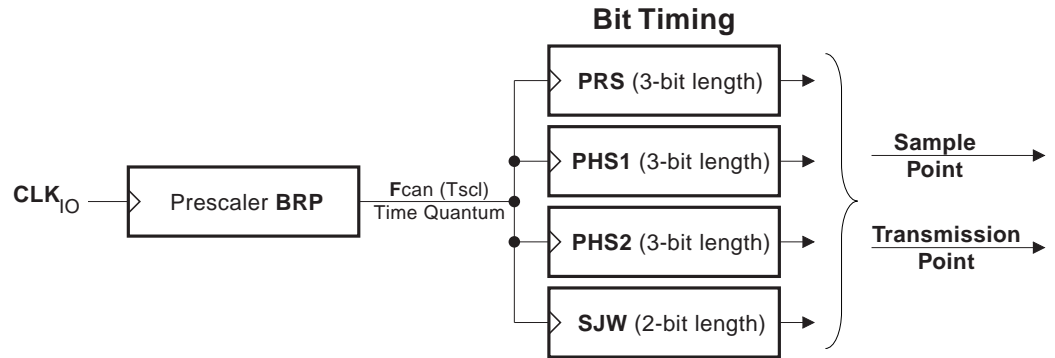 Bit Timing
PRS (3-bit length)
PHS1 (3-bit length)
Sample
Point
CLKIO
Prescaler BRP
Fcan (Tscl)
Time Quantum
PHS2 (3-bit length)
Transmission
Point
SJW (2-bit length)